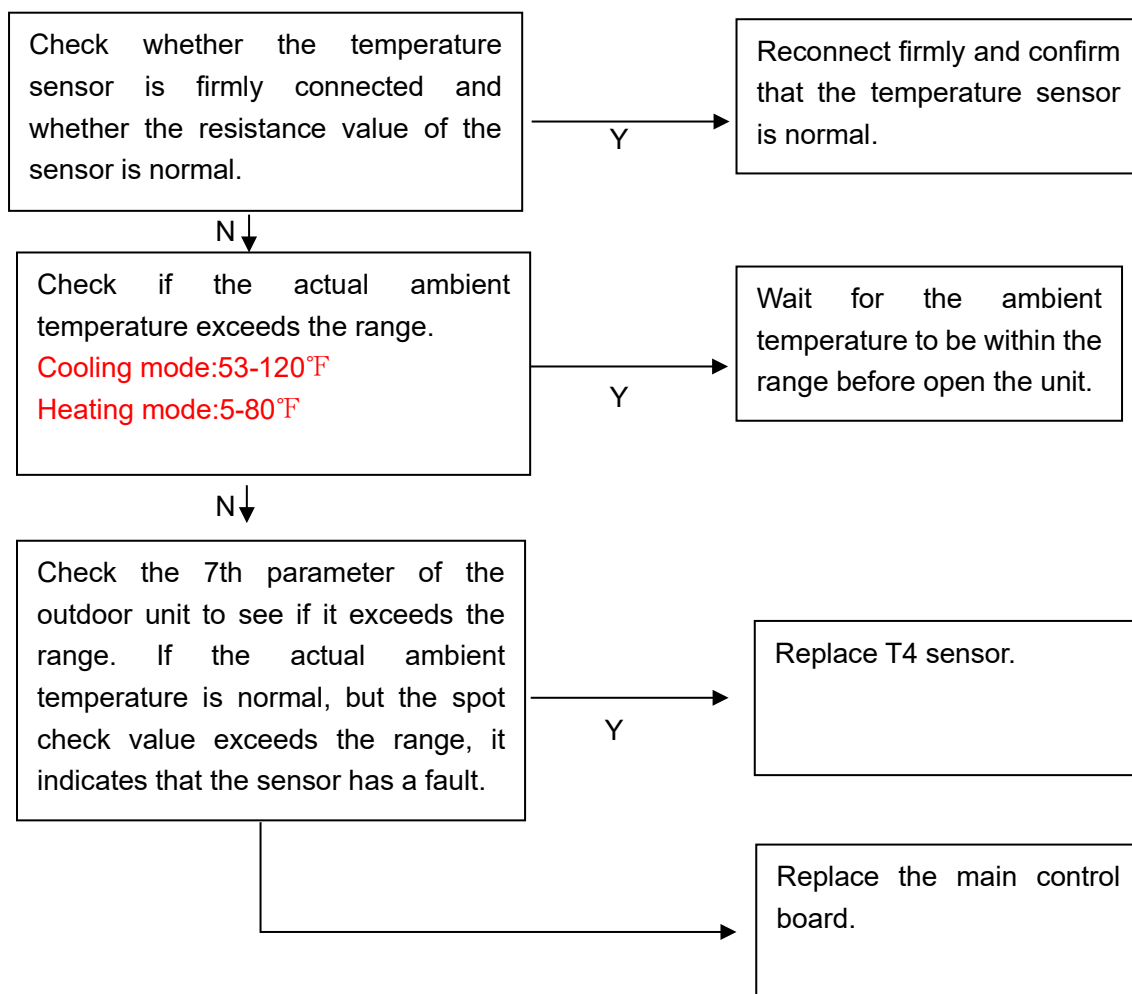 Check whether the temperature
sensor is firmly connected and
whether the resistance value of the
sensor is normal.
Y
Reconnect firmly and confirm
that the temperature sensor
is normal.
N
Check if the actual ambient
temperature exceeds the range.
Cooling mode:53-120℉
Heating mode:5-80℉
Y
Wait for the ambient
temperature to be within the
range before open the unit.
N
Check the 7th parameter of the
outdoor unit to see if it exceeds the
range. If the actual ambient
temperature is normal, but the spot
check value exceeds the range, it
indicates that the sensor has a fault.
Y
Replace T4 sensor.
Replace the main control
board.